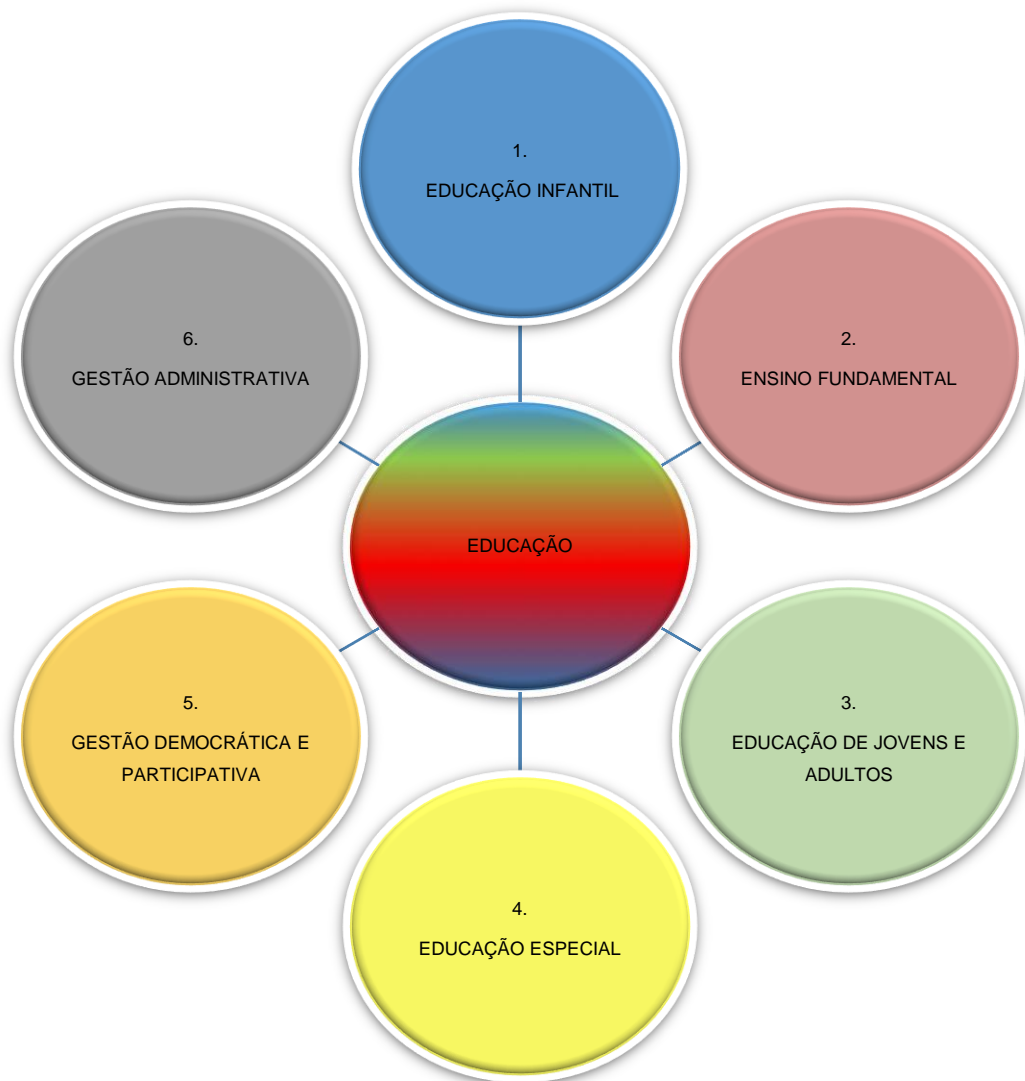 1.
EDUCAÇÃO INFANTIL
2.
ENSINO FUNDAMENTAL
3.
EDUCAÇÃO DE JOVENS E
ADULTOS
4.
EDUCAÇÃO ESPECIAL
5.
GESTÃO DEMOCRÁTICA E
PARTICIPATIVA
6.
GESTÃO ADMINISTRATIVA
EDUCAÇÃO